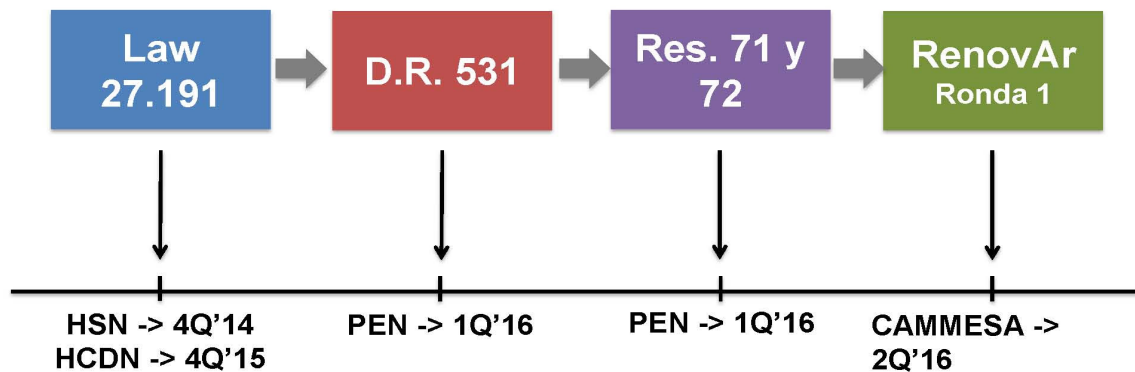 Law
27.191
D.R. 531
Res. 71 y
72
RenovAr
Ronda 1
HSN -> 4Q’14
HCDN -> 4Q’15
PEN -> 1Q’16
PEN -> 1Q’16
CAMMESA ->
2Q’16